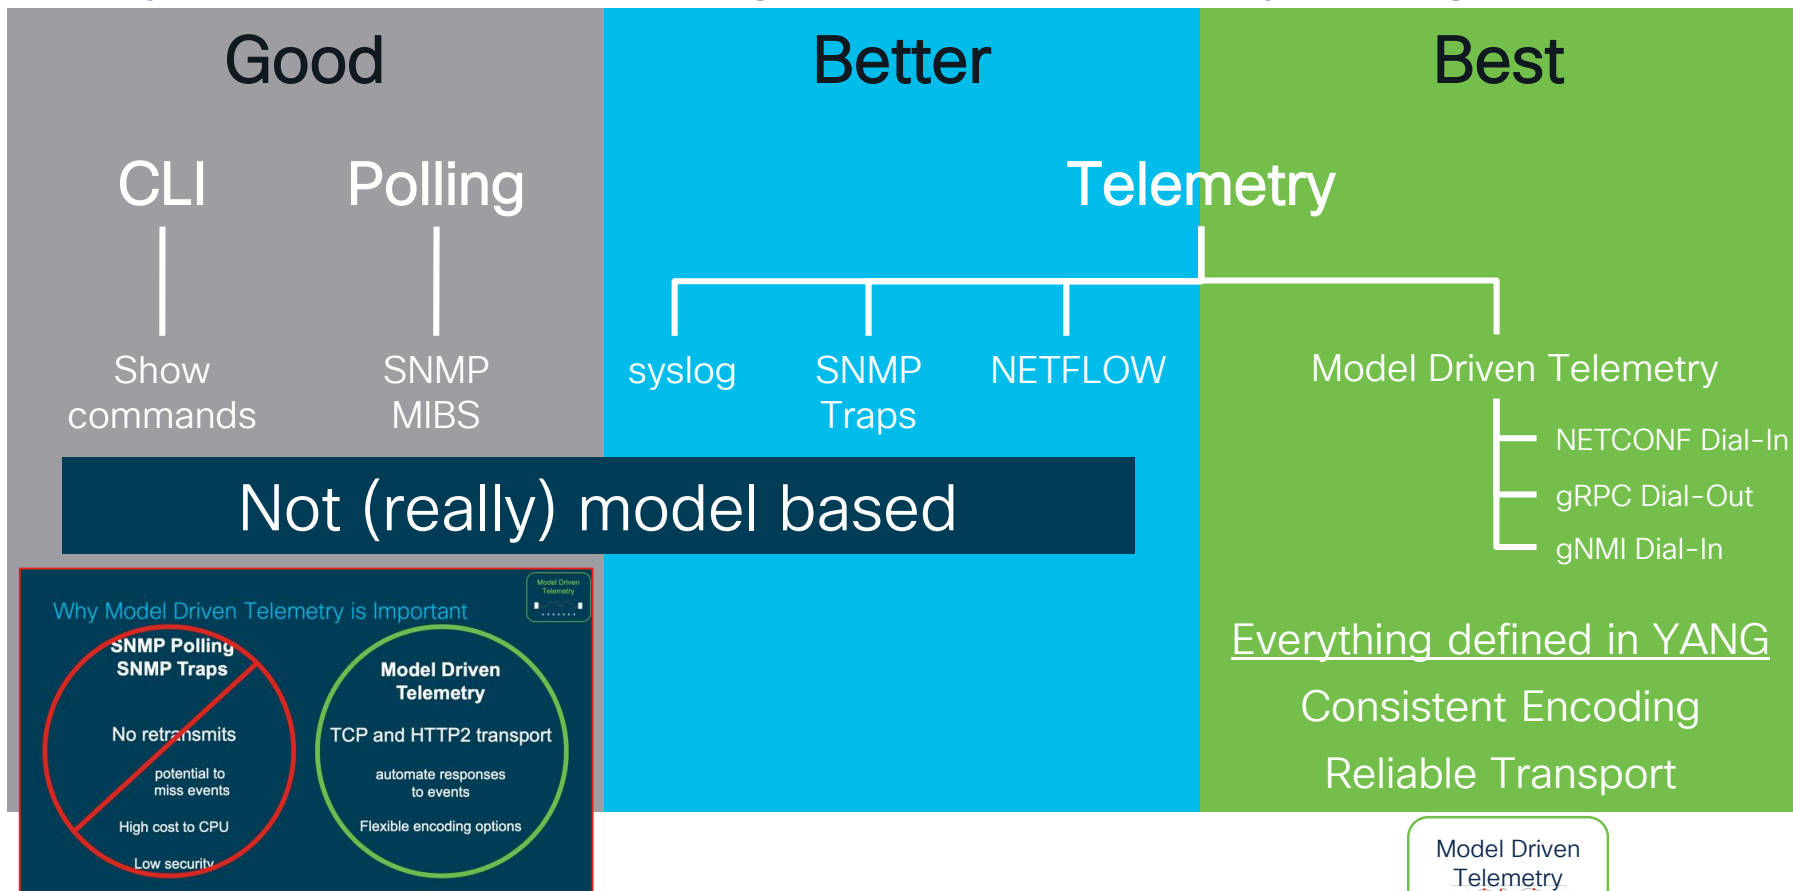 Good
Better
Best
CLI
Polling
Telemetry
Show
commands
SNMP
MIBS
syslog
SNMP
Traps
NETFLOW
Model Driven Telemetry
NETCONF Dial-In
gRPC Dial-Out
gNMI Dial-In
Not (really) model based
Everything defined in YANG
Consistent Encoding
Reliable Transport
Why Model Driven Telemetry is Important
Model Driven
Telemetry
SNMP Polling
SNMP Traps
No retransmits
potential to
miss events
High cost to CPU
Low security
Model Driven
Telemetry
TCP and HTTP2 transport
automate responses
to events
Flexible encoding options
Model Driven
Telemetry